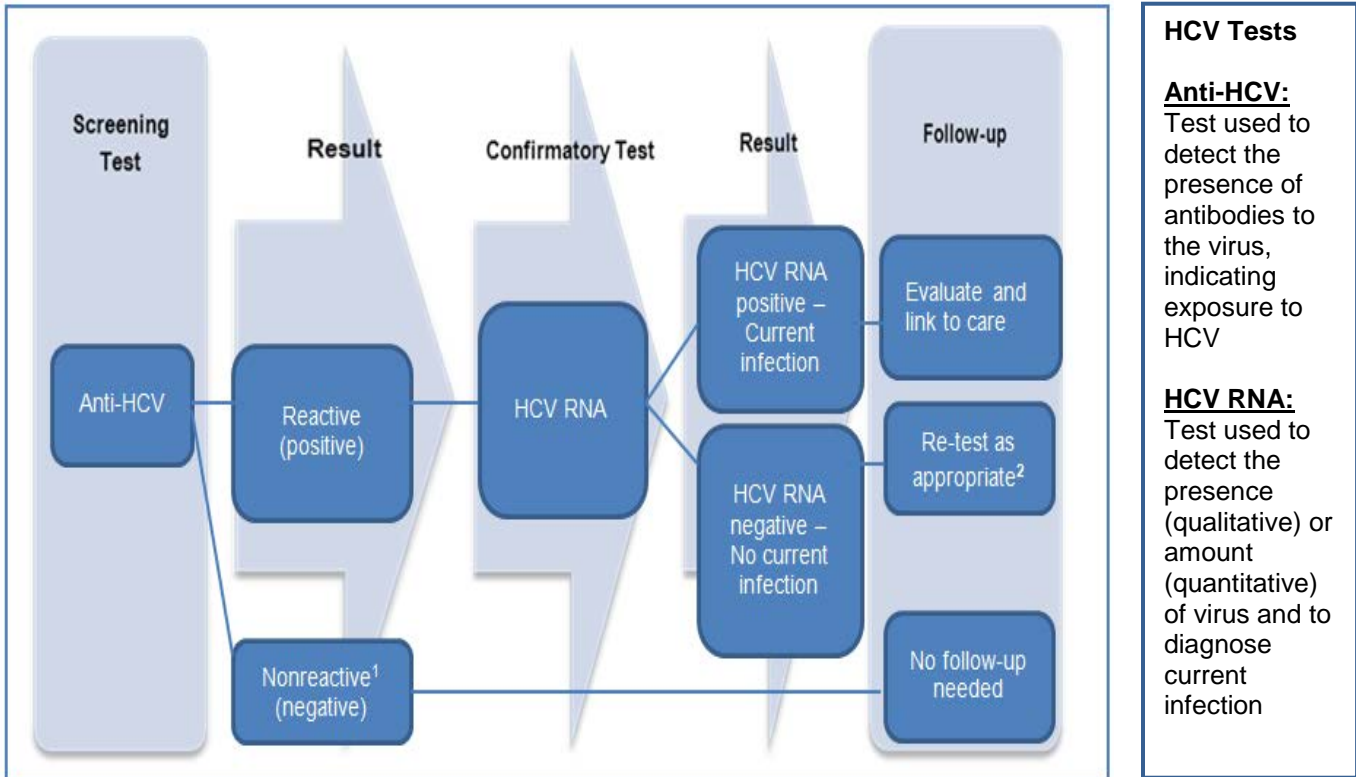 Screening
Test
Result
Confirmatory Test
Result
Follow-up
Anti-HCV
Reactive
(positive)
Nonreactive¹
(negative)
HCV RNA
HCV RNA
positive –
Current
infection
HCV RNA
negative –
No current
infection
Evaluate and
link to care
Re-test as
appropriate²
No follow-up
needed
HCV Tests
Anti-HCV:
Test used to
detect the
presence of
antibodies to
the virus,
indicating
exposure to
HCV
HCV RNA:
Test used to
detect the
presence
(qualitative) or
amount
(quantitative)
of virus and to
diagnose
current
infection